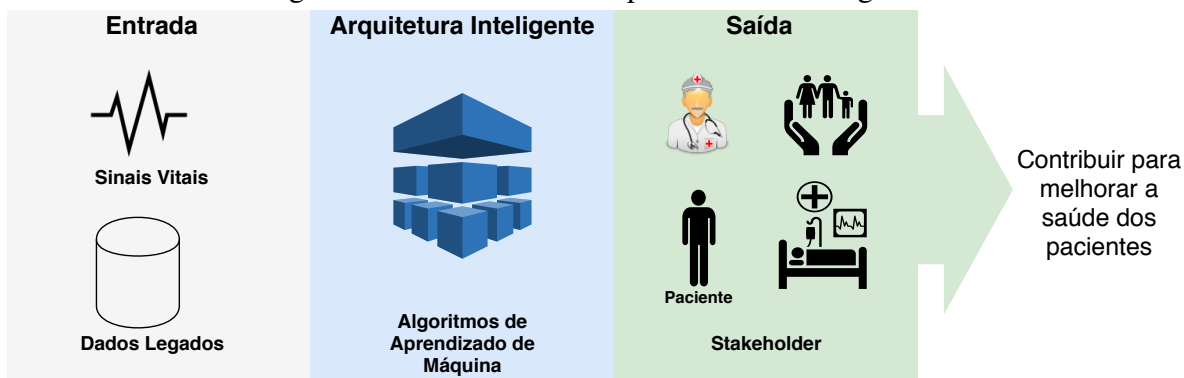 Entrada
Arquitetura Inteligente
Saída
Sinais Vitais
Dados Legados
Algoritmos de
Aprendizado de
Máquina
Paciente
Stakeholder
Contribuir para
melhorar a
saúde dos
pacientes